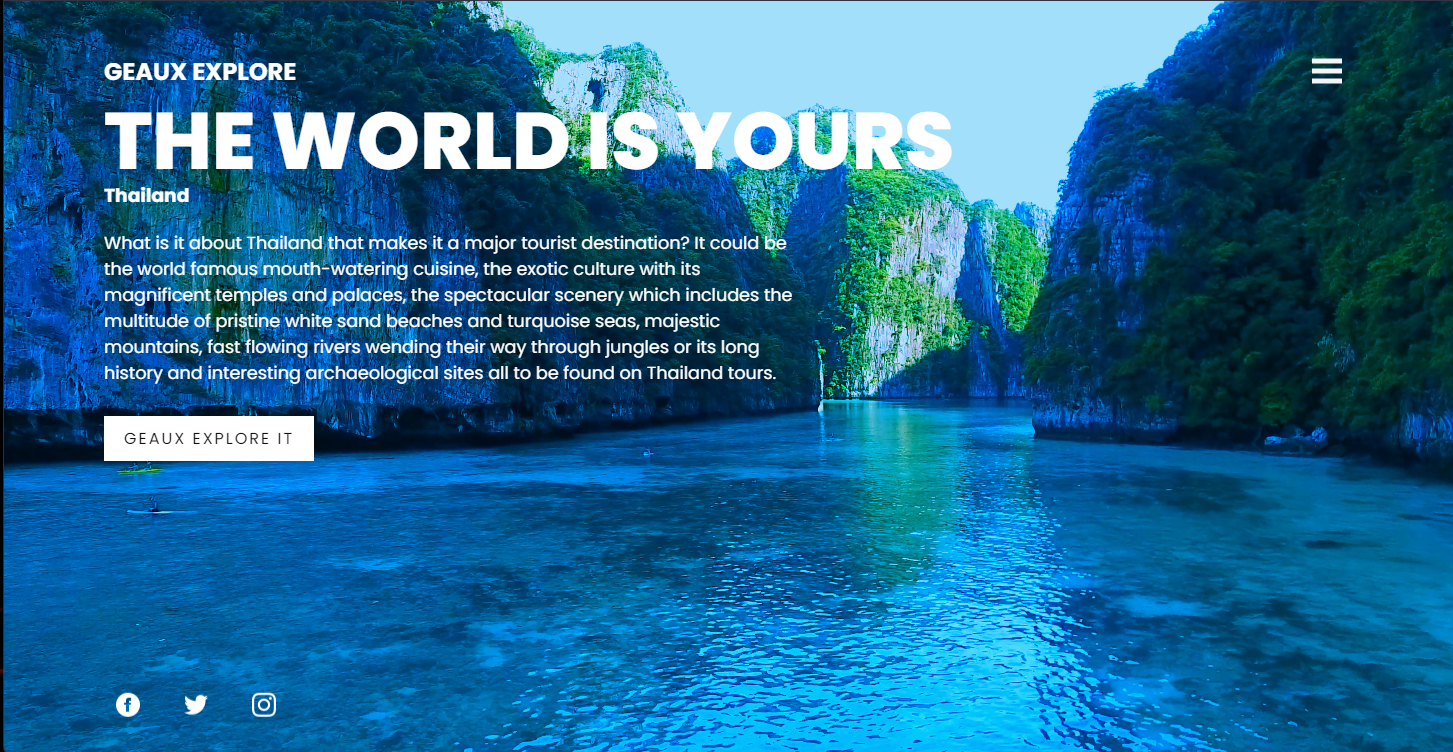 GEAUX EXPLORE
THE WORLD IS YOURS
Thailand
What is it about Thailand that makes it a major tourist destination? It could be
the world famous mouth-watering cuisine, the exotic culture with its
magnificent temples and palaces, the spectacular scenery which includes the
multitude of pristine white sand beaches and turquoise seas, majestic
mountains, fast flowing rivers wending their way through jungles or its long
history and interesting archaeological sites all to be found on Thailand tours.
GEAUX EXPLORE IT